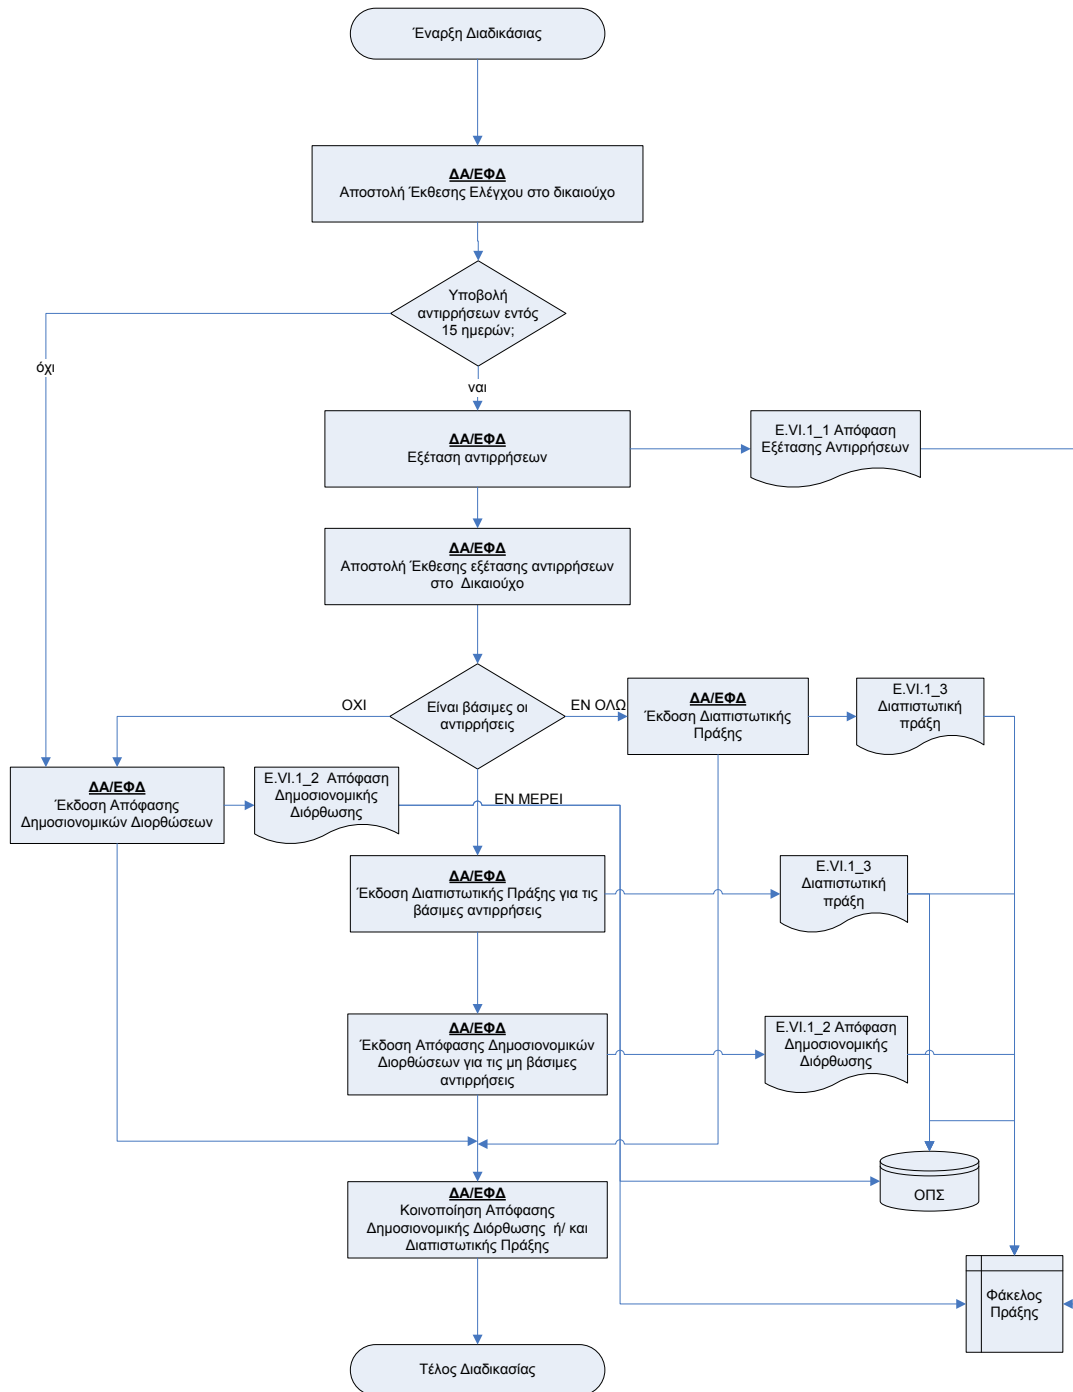 Έναρξη Διαδικάσιας
ΔΑ/ΕΦΔ
Αποστολή Έκθεσης Ελέγχου στο δικαιούχο
Υποβολή
αντιρρήσεων εντός
15 ημερών;
όχι
ναι
ΔΑ/ΕΦΔ
Εξέταση αντιρρήσεων
Ε.VI.1_1 Απόφαση
Εξέτασης Αντιρρήσεων
ΔΑ/ΕΦΔ
Αποστολή Έκθεσης εξέτασης αντιρρήσεων
στο Δικαιούχο
ΟΧΙ
Είναι βάσιμες οι
αντιρρήσεις
ΕΝ ΟΛΩ
ΔΑ/ΕΦΔ
Έκδοση Διαπιστωτικής
Πράξης
Ε.VI.1_3
Διαπιστωτική
πράξη
ΔΑ/ΕΦΔ
Έκδοση Απόφασης
Δημοσιονομικών Διορθώσεων
Ε.VI.1_2 Απόφαση
Δημοσιονομικής
Διόρθωσης
ΕΝ ΜΕΡΕΙ
ΔΑ/ΕΦΔ
Έκδοση Διαπιστωτικής Πράξης για τις
βάσιμες αντιρρήσεις
Ε.VI.1_3
Διαπιστωτική
πράξη
ΔΑ/ΕΦΔ
Έκδοση Απόφασης Δημοσιονομικών
Διορθώσεων για τις μη βάσιμες
αντιρρήσεις
Ε.VI.1_2 Απόφαση
Δημοσιονομικής
Διόρθωσης
ΔΑ/ΕΦΔ
Κοινοποίηση Απόφασης
Δημοσιονομικής Διόρθωσης ή/ και
Διαπιστωτικής Πράξης
ΟΠΣ
Φάκελος
Πράξης
Τέλος Διαδικασίας